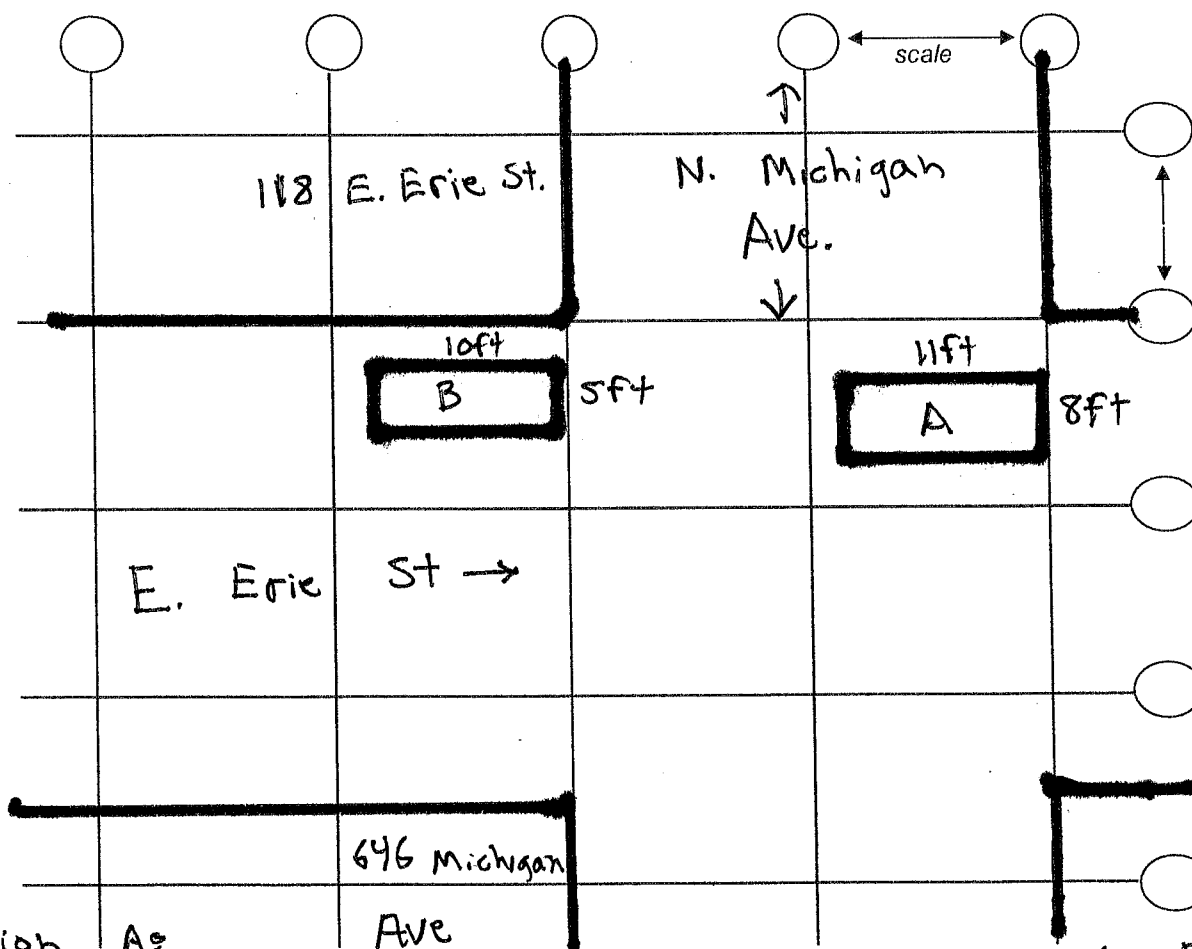 scale
118 E. Erie St.
N. Michigan
Ave.
10ft
B
5ft
11ft
A
8ft
E. Erie St →
646 Michigan
Ave
A: